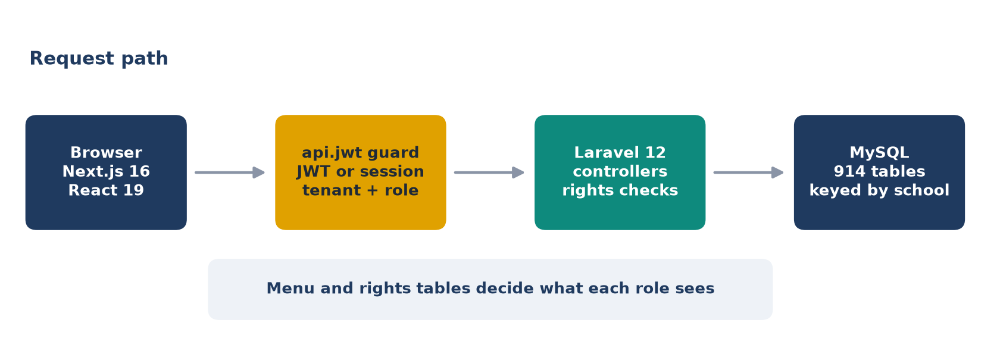 Request path
Browser
Next.js 16
React 19
api.jwt guard
JWT or session
tenant + role
Laravel 12
controllers
rights checks
MySQL
914 tables
keyed by school
Menu and rights tables decide what each role sees